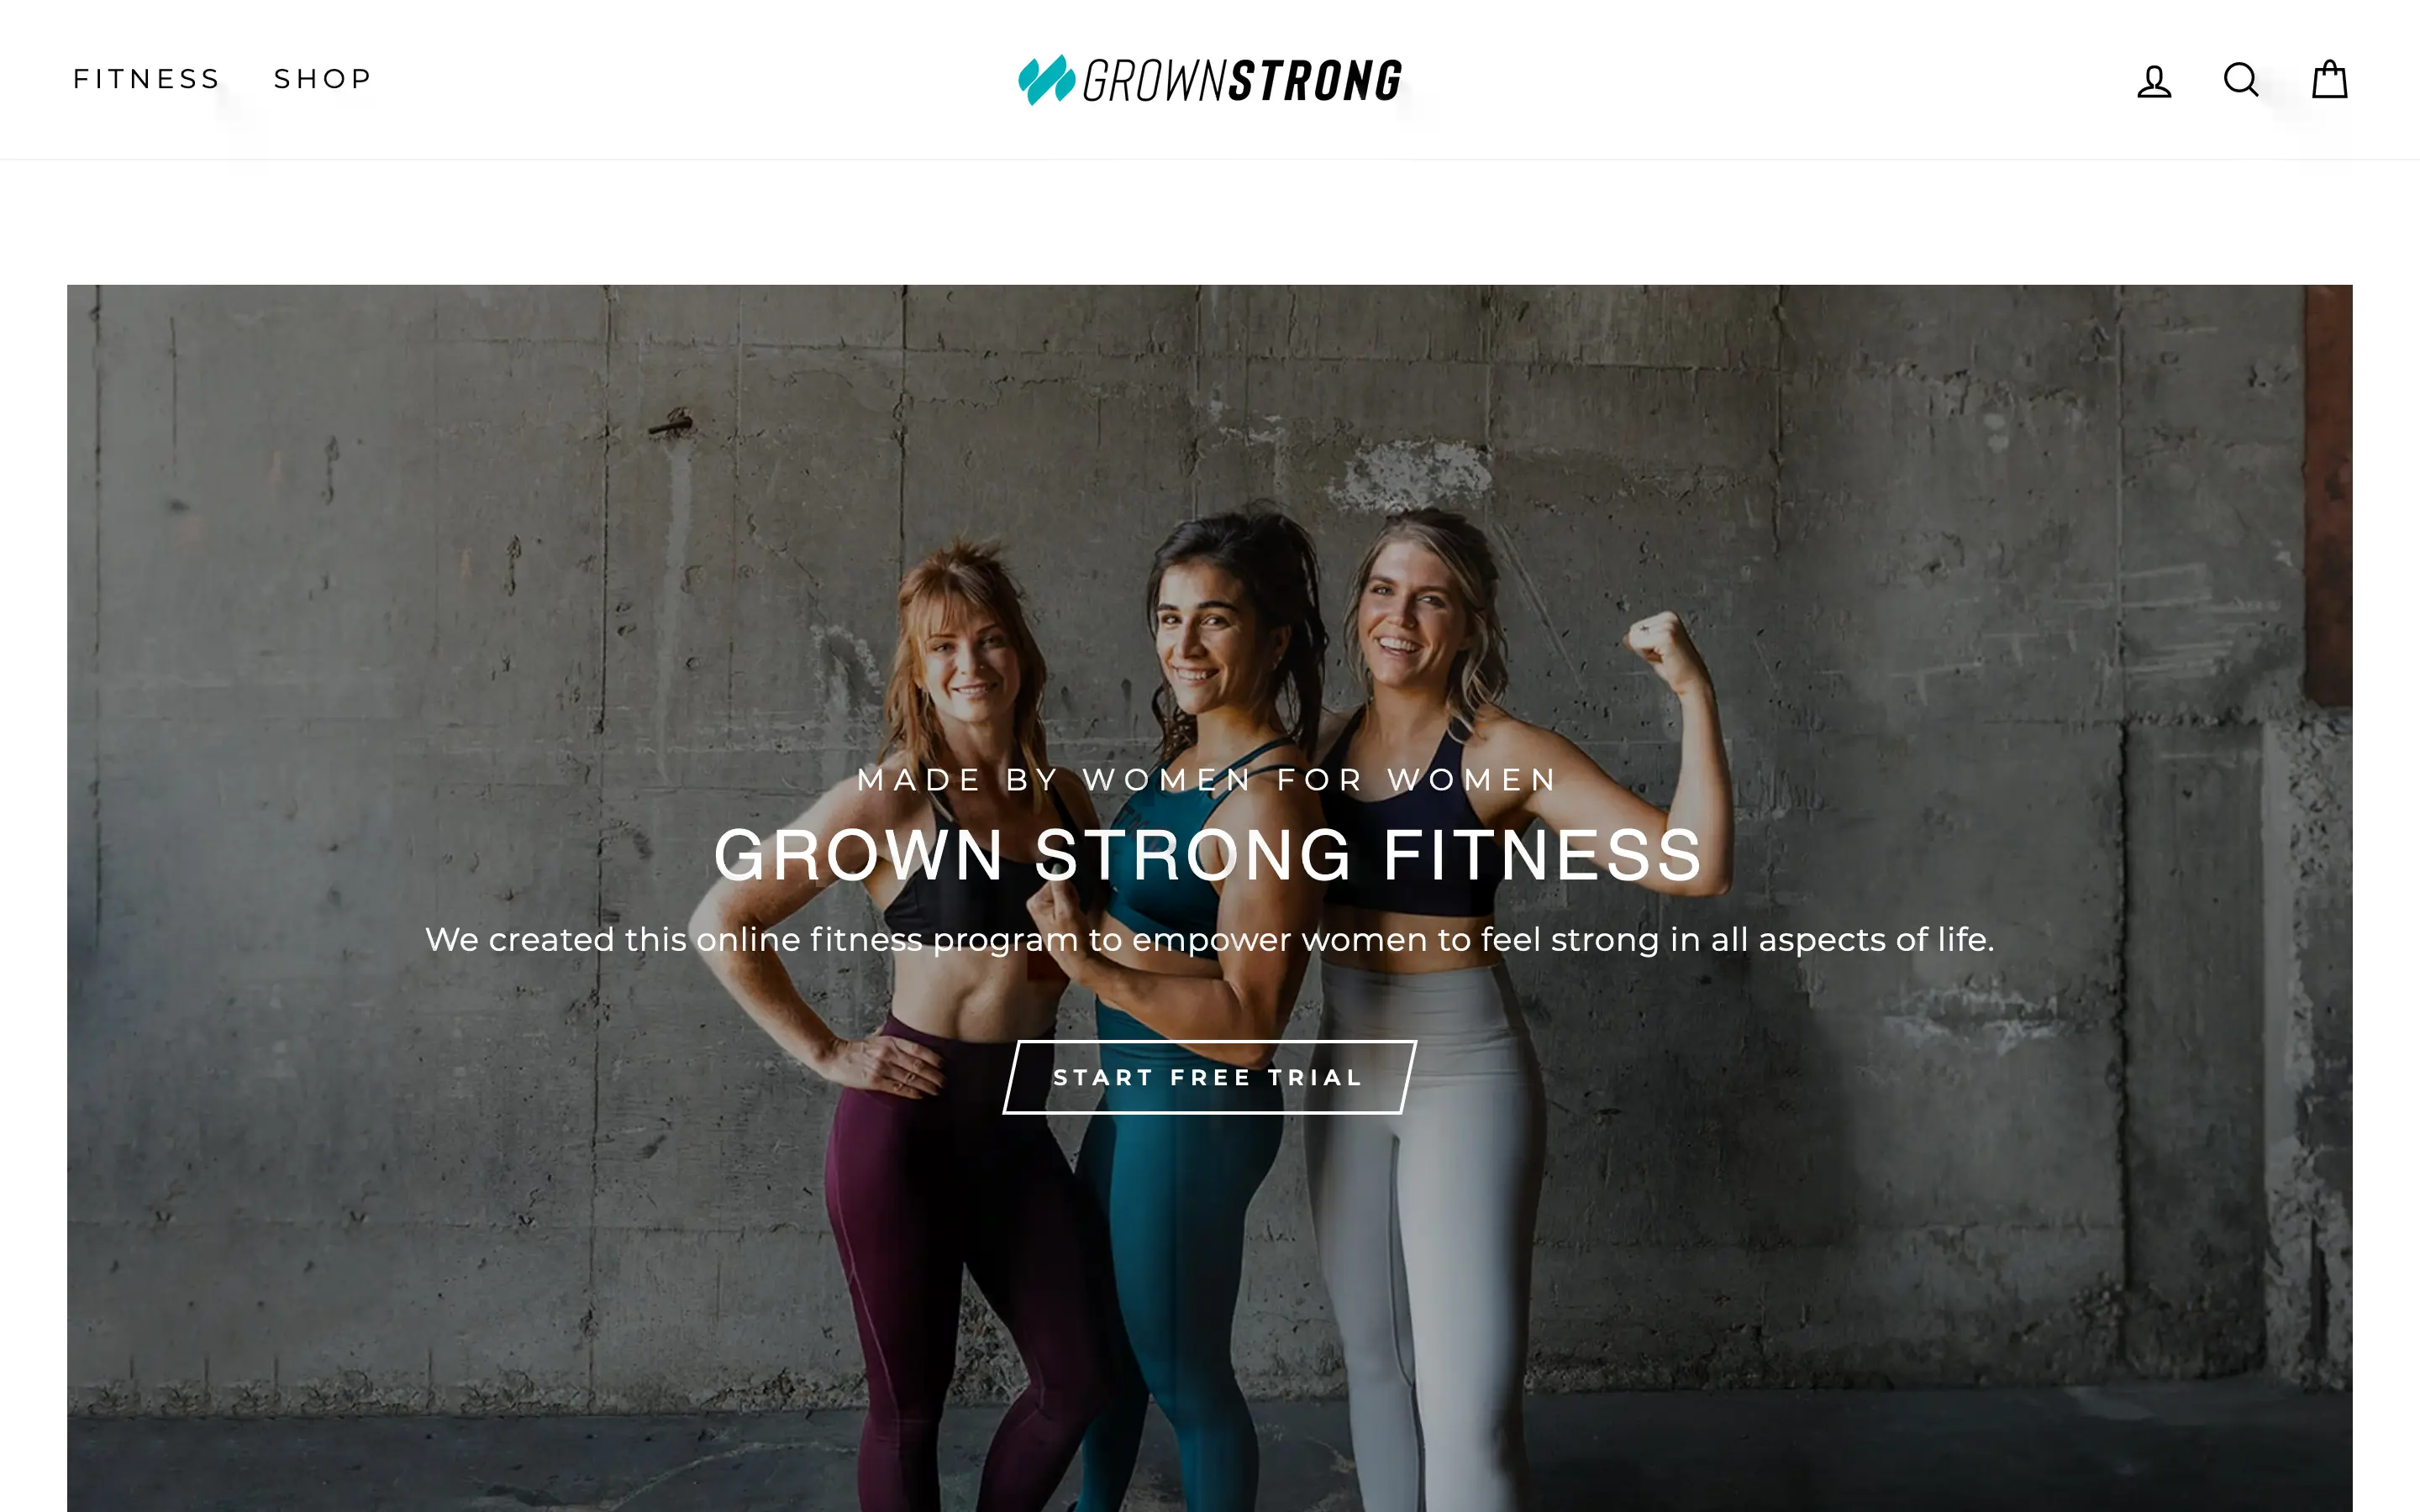 FITNESS SHOP
GROWNSTRONG
MADE BY WOMEN FOR WOMEN
GROWN STRONG FITNESS
We created this online fitness program to empower women to feel strong in all aspects of life.
START FREE TRIAL